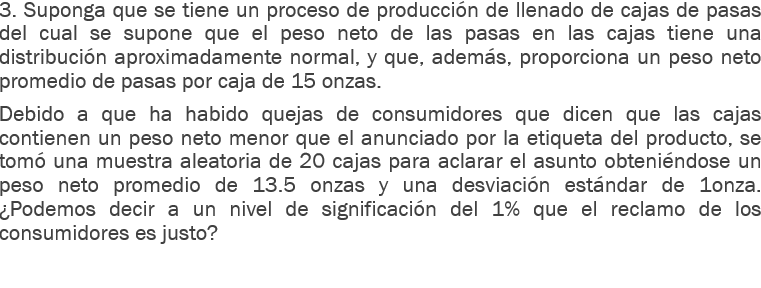 3. Suponga que se tiene un proceso de producción de llenado de cajas de pasas
del cual se supone que el peso neto de las pasas en las cajas tiene una
distribución aproximadamente normal, y que, además, proporciona un peso neto
promedio de pasas por caja de 15 onzas.
Debido a que ha habido quejas de consumidores que dicen que las cajas
contienen un peso neto menor que el anunciado por la etiqueta del producto, se
tomó una muestra aleatoria de 20 cajas para aclarar el asunto obteniéndose un
peso neto promedio de 13.5 onzas y una desviación estándar de 1onza.
¿Podemos decir a un nivel de significación del 1% que el reclamo de los
consumidores es justo?